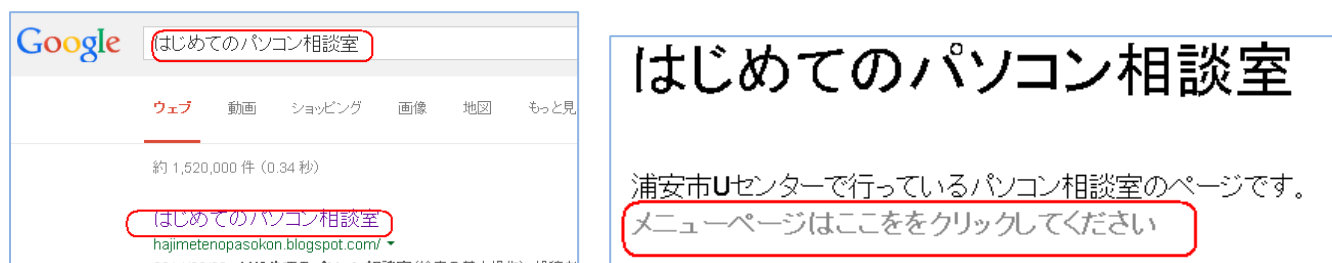 Google はじめてのパソコン相談室
ウェブ 動画 ショッピング 画像 地図 もっと見
約 1,520,000 件 (0.34 秒)
はじめてのパソコン相談室
hajimetenopasokon.blogspot.com/
はじめてのパソコン相談室
浦安市Uセンターで行っているパソコン相談室のページです。
メニューページはここををクリックしてください